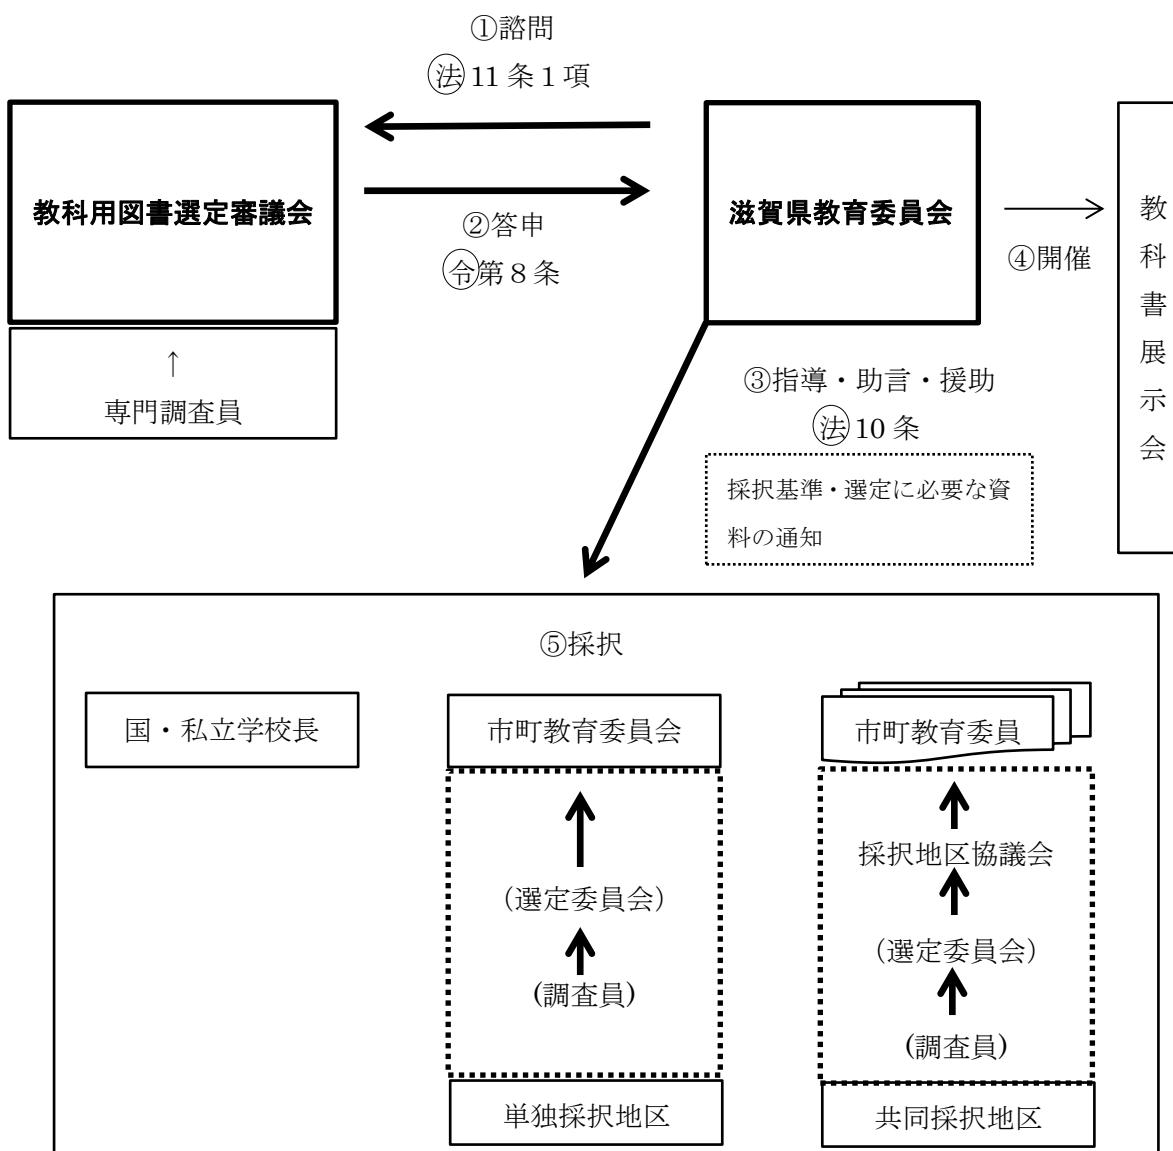 ①諮問
法11条1項
教科用図書選定審議会
↑
専門調査員
②答申
令第8条
滋賀県教育委員会
④開催
教科書展示会
③指導・助言・援助
法10条
採択基準・選定に必要な資
料の通知
⑤採択
国・私立学校長
市町教育委員会
(選定委員会)
(調査員)
単独採択地区
市町教育委員
採択地区協議会
(選定委員会)
(調査員)
共同採択地区